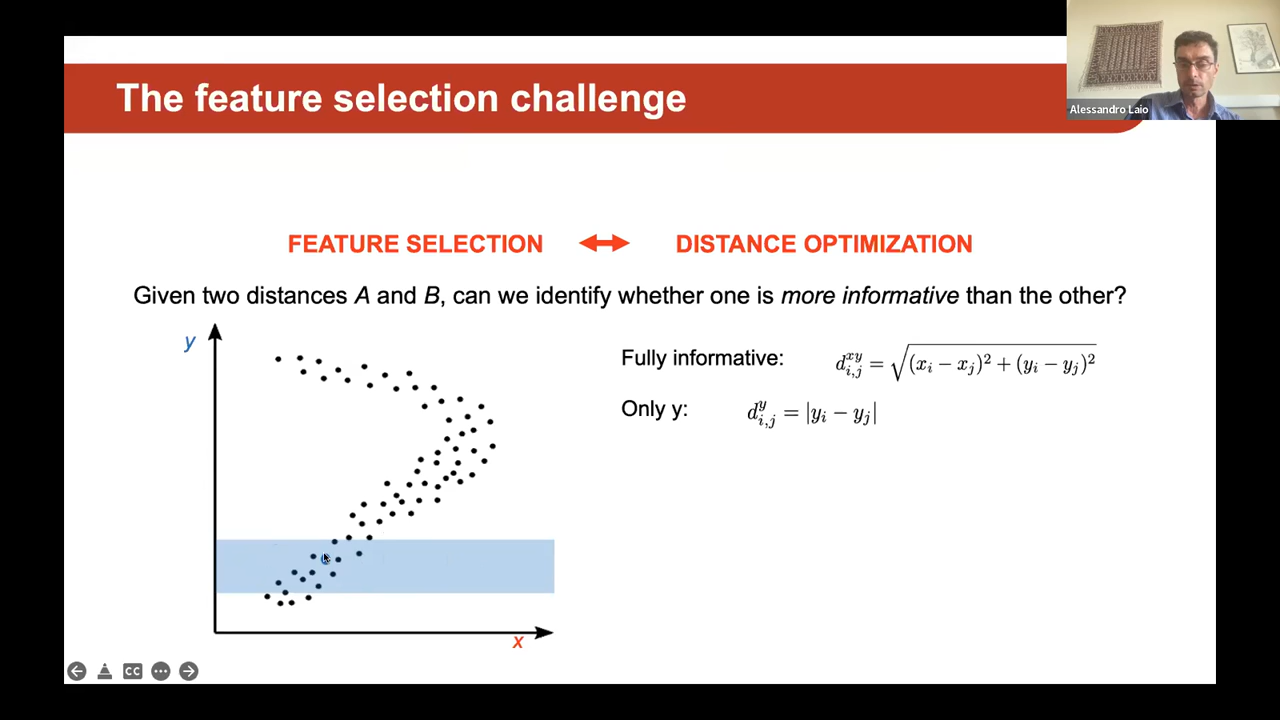 The feature selection challenge
Alessandro Laio
FEATURE SELECTION ↔ DISTANCE OPTIMIZATION
Given two distances A and B, can we identify whether one is more informative than the other?
y
Fully informative: d_{i,j}^{xy} = √((x_i − x_j)² + (y_i − y_j)²)
Only y: d_{i,j}^{y} = |y_i − y_j|
x
CC